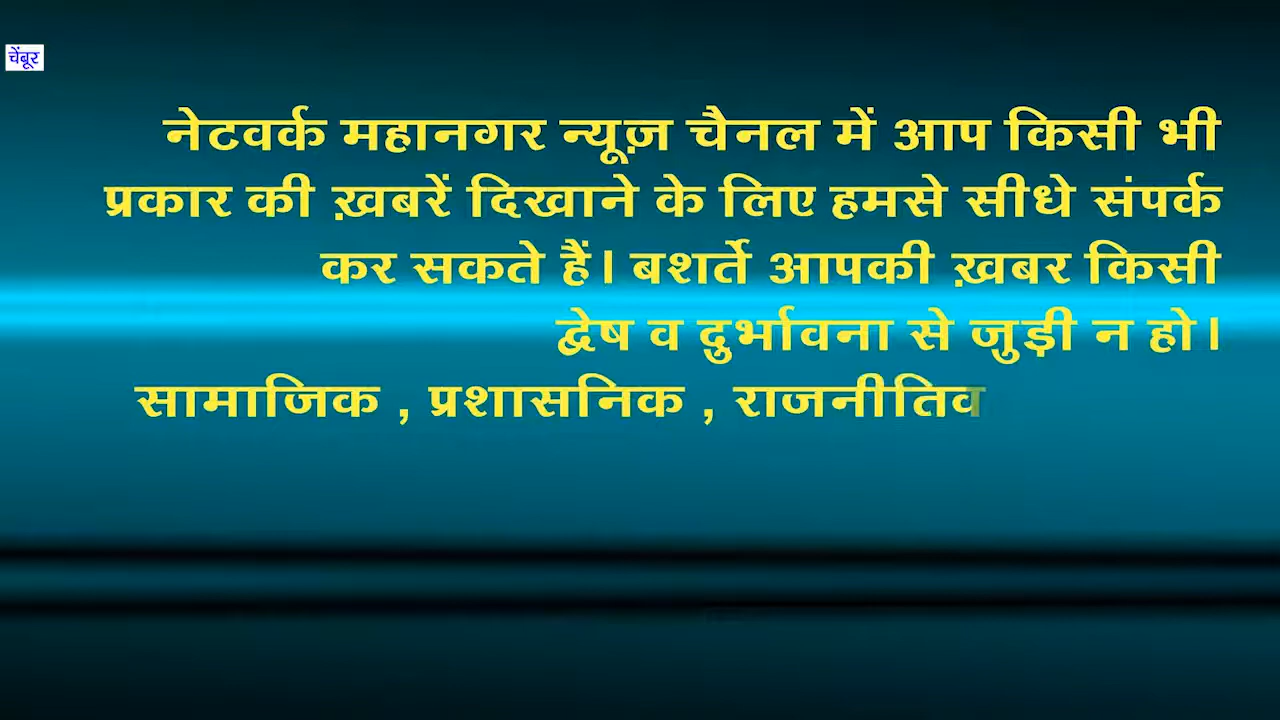 चेंबूर
नेटवर्क महानगर न्यूज़ चैनल में आप किसी भी
प्रकार की ख़बरें दिखाने के लिए हमसे सीधे संपर्क
कर सकते हैं। बशर्ते आपकी ख़बर किसी
द्वेष व दुर्भावना से जुड़ी न हो।
सामाजिक , प्रशासनिक ,